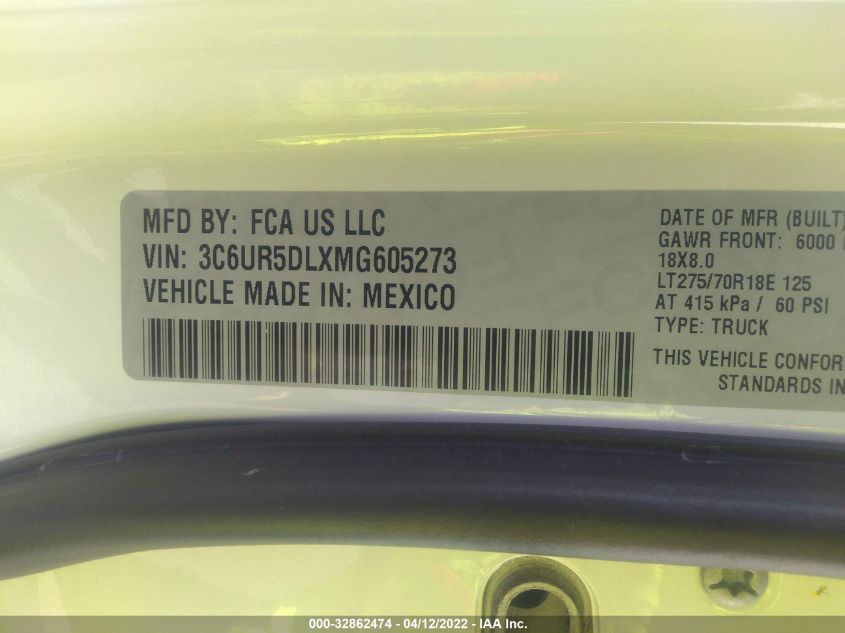 MFD BY: FCA US LLC
VIN: 3C6UR5DLXMG605273
VEHICLE MADE IN: MEXICO
DATE OF MFR (BUILT)
GAWR FRONT: 6000
18X8.0
LT275/70R18E 125
AT 415 kPa / 60 PSI
TYPE: TRUCK
THIS VEHICLE CONFOR
STANDARDS IN
000-32862474 - 04/12/2022 - IAA Inc.